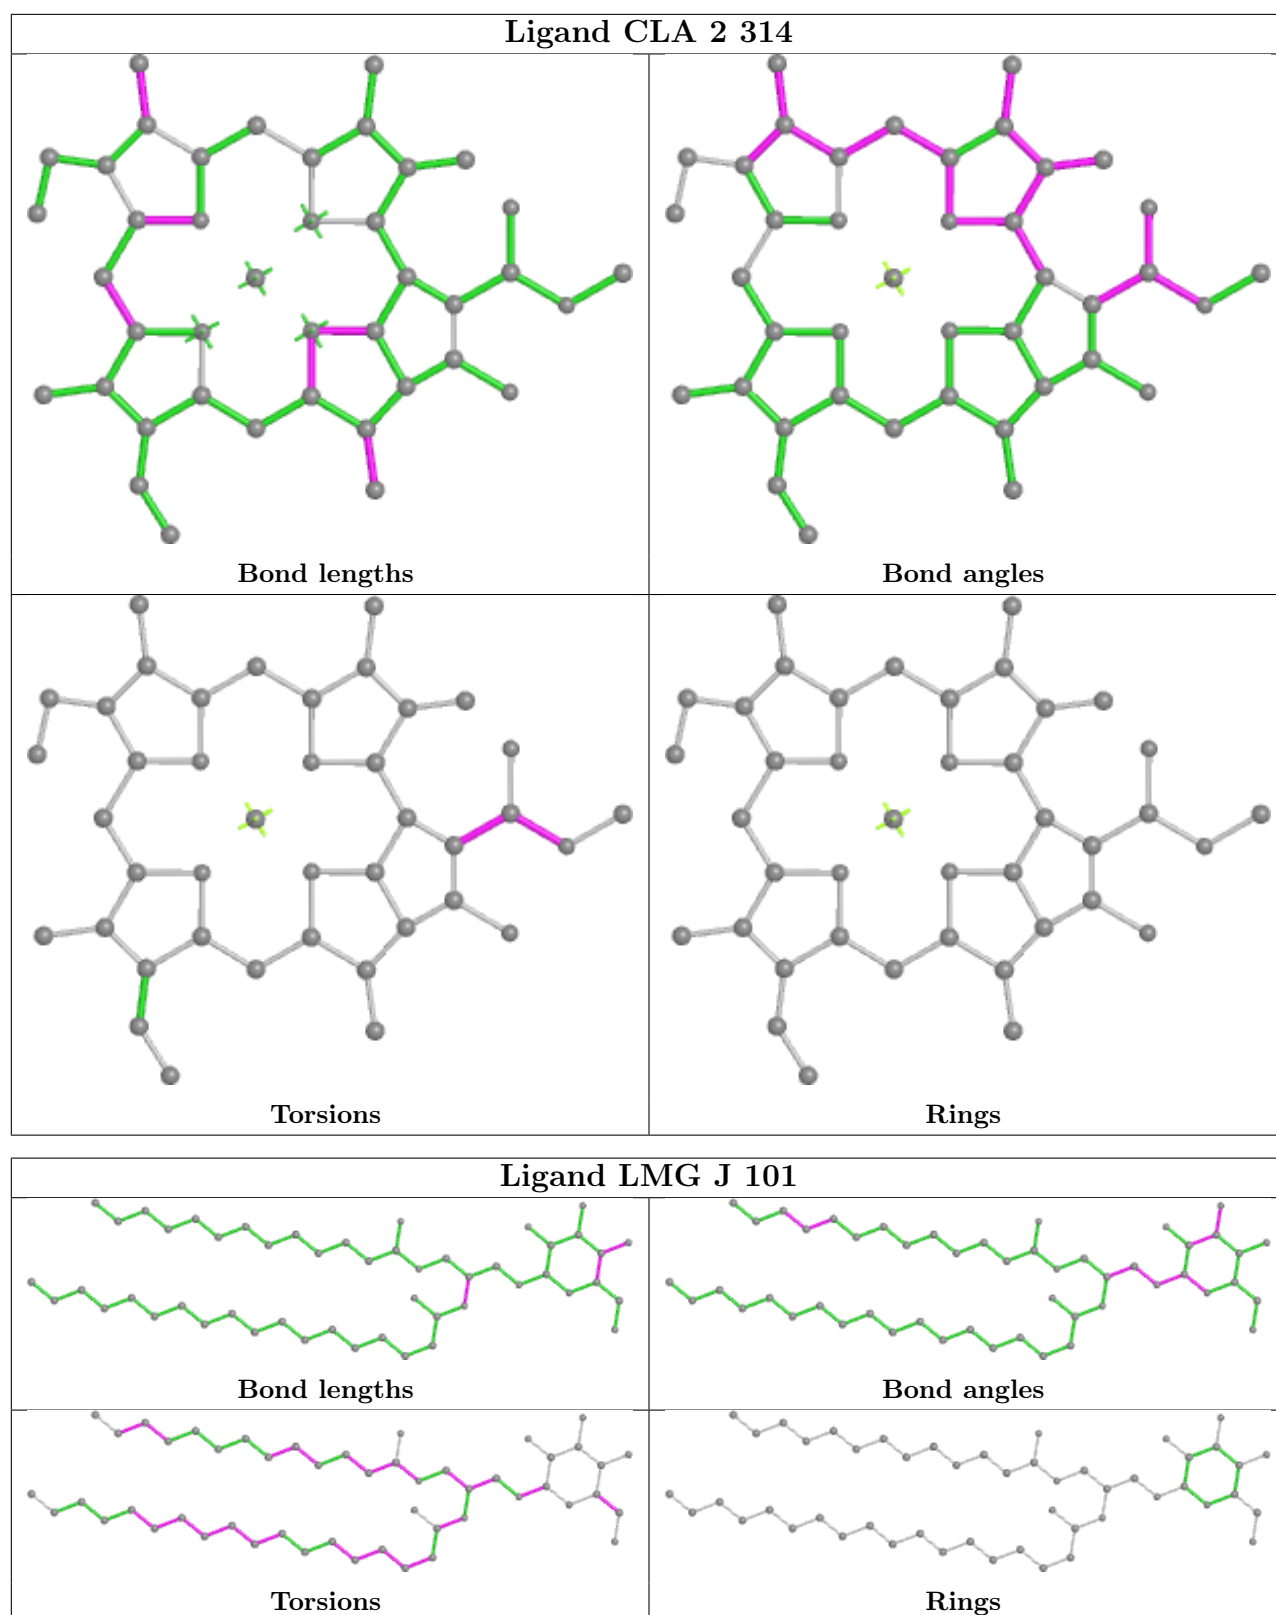 Ligand CLA 2 314
Bond lengths
Bond angles
Torsions
Rings
Ligand LMG J 101
Bond lengths
Bond angles
Torsions
Rings